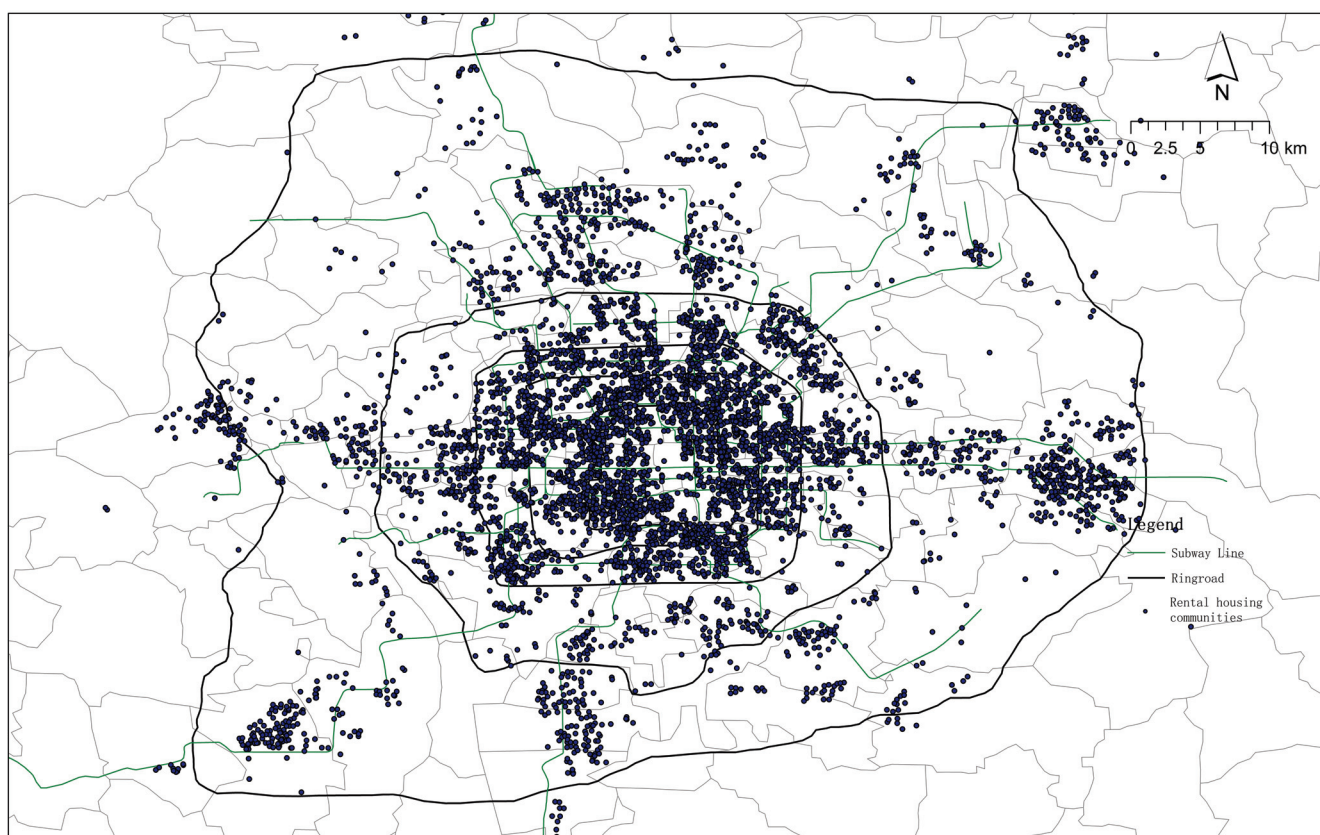 N
0 2.5 5 10 km
Legend
Subway Line
Ringroad
Rental housing
communities